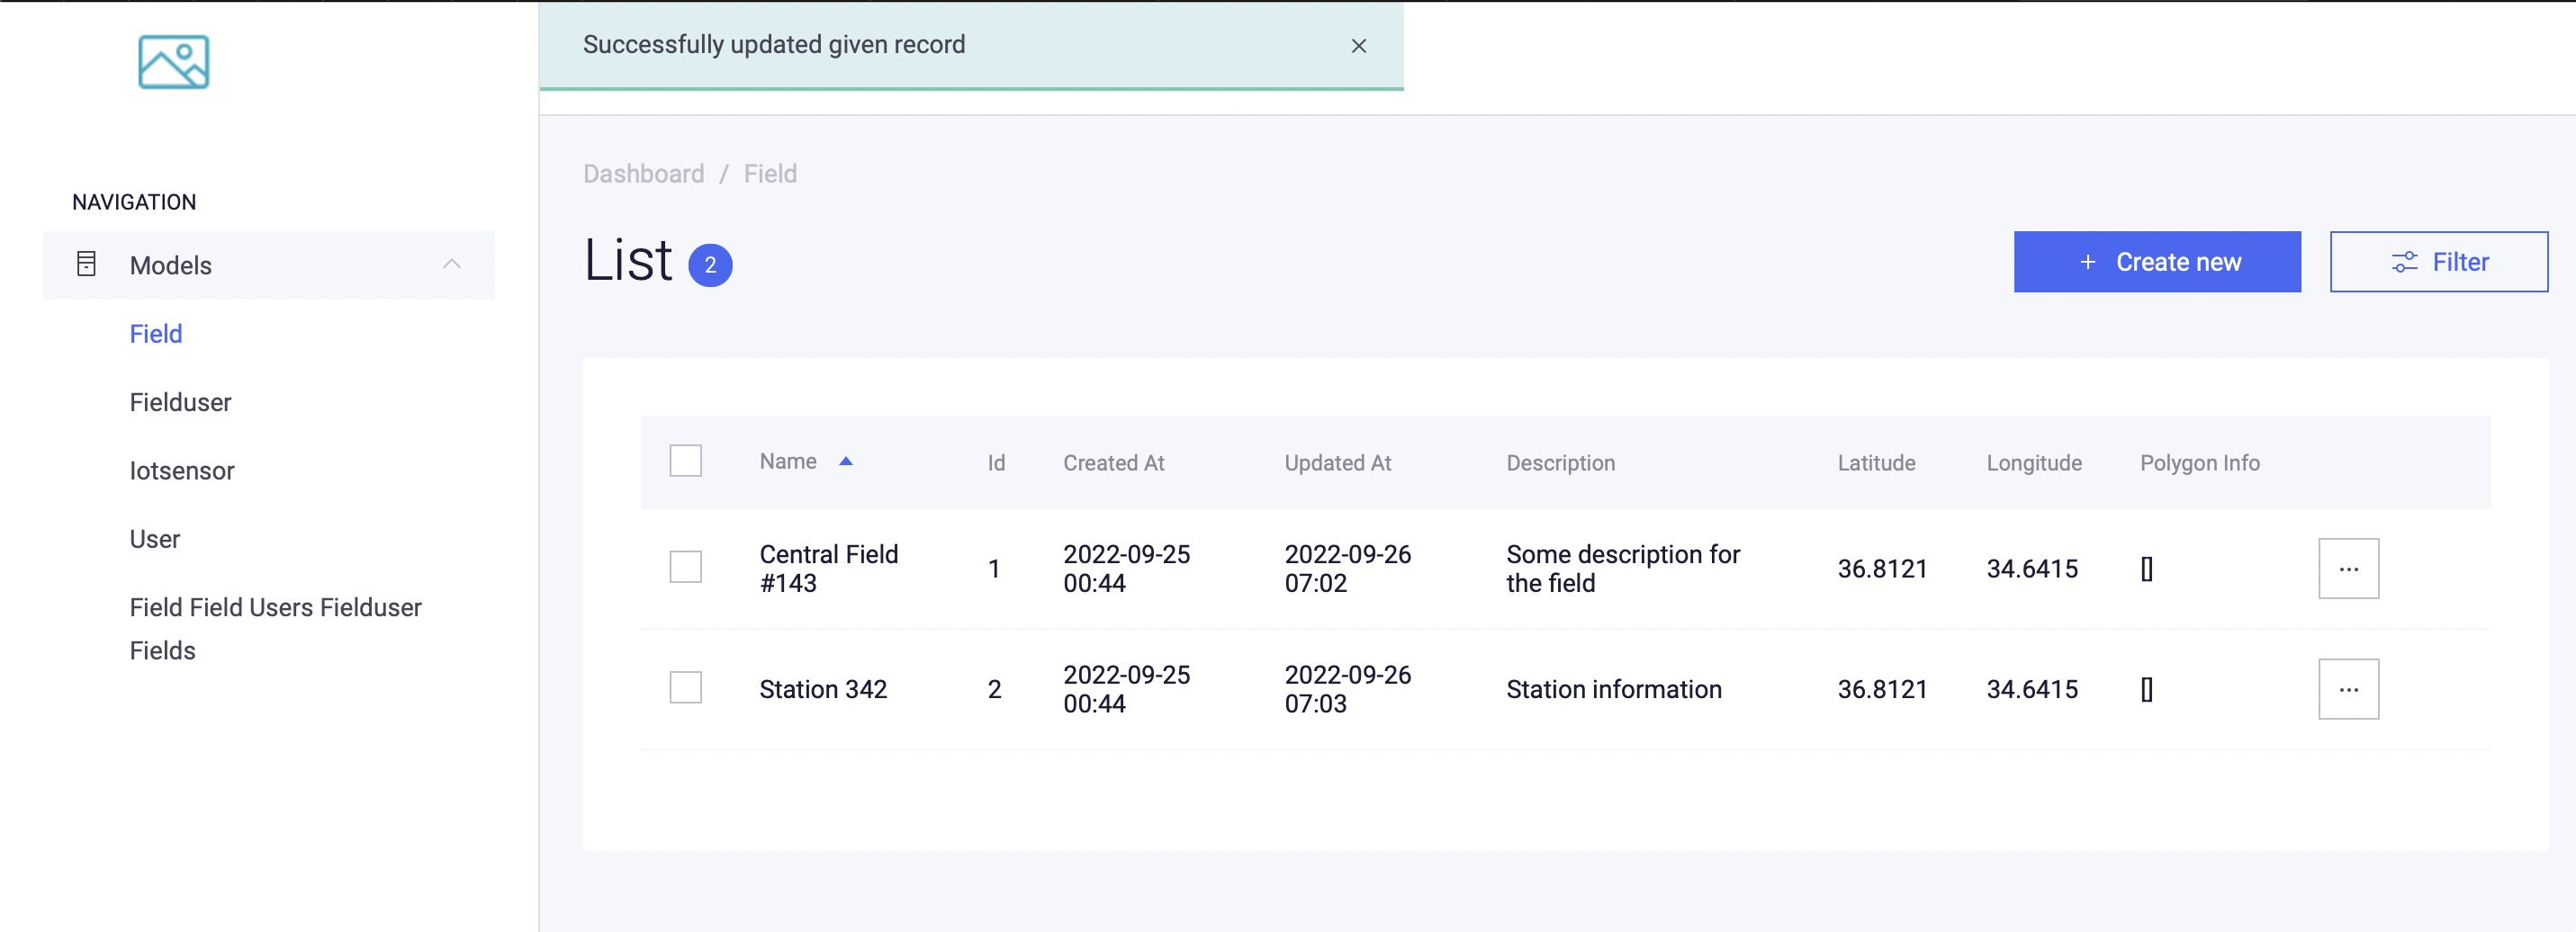 Successfully updated given record
NAVIGATION
Models
Field
Fielduser
Iotsensor
User
Field Field Users Fielduser
Fields
Dashboard / Field
List 2
+ Create new
Filter
Name Id Created At Updated At Description Latitude Longitude Polygon Info
Central Field
#143
1
2022-09-25
00:44
2022-09-26
07:02
Some description for
the field
36.8121
34.6415
[]
Station 342
2
2022-09-25
00:44
2022-09-26
07:03
Station information
36.8121
34.6415
[]